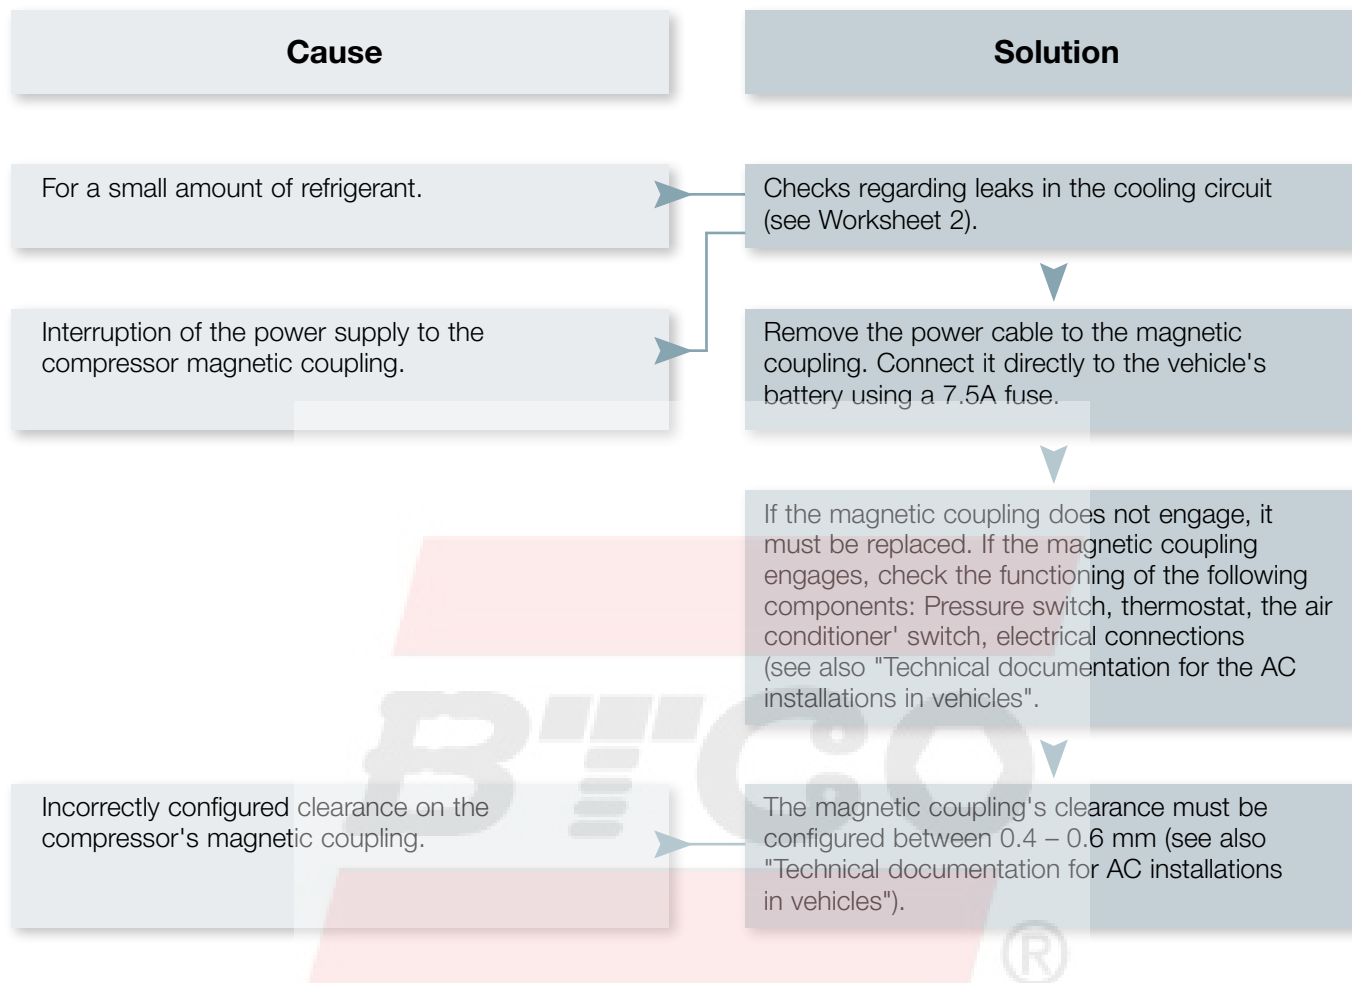 Cause
Solution
For a small amount of refrigerant.
Checks regarding leaks in the cooling circuit
(see Worksheet 2).
Interruption of the power supply to the
compressor magnetic coupling.
Remove the power cable to the magnetic
coupling. Connect it directly to the vehicle's
battery using a 7.5A fuse.
If the magnetic coupling does not engage, it
must be replaced. If the magnetic coupling
engages, check the functioning of the following
components: Pressure switch, thermostat, the air
conditioner' switch, electrical connections
(see also "Technical documentation for the AC
installations in vehicles".
Incorrectly configured clearance on the
compressor's magnetic coupling.
The magnetic coupling's clearance must be
configured between 0.4 – 0.6 mm (see also
"Technical documentation for AC installations
in vehicles").
BTCO
®